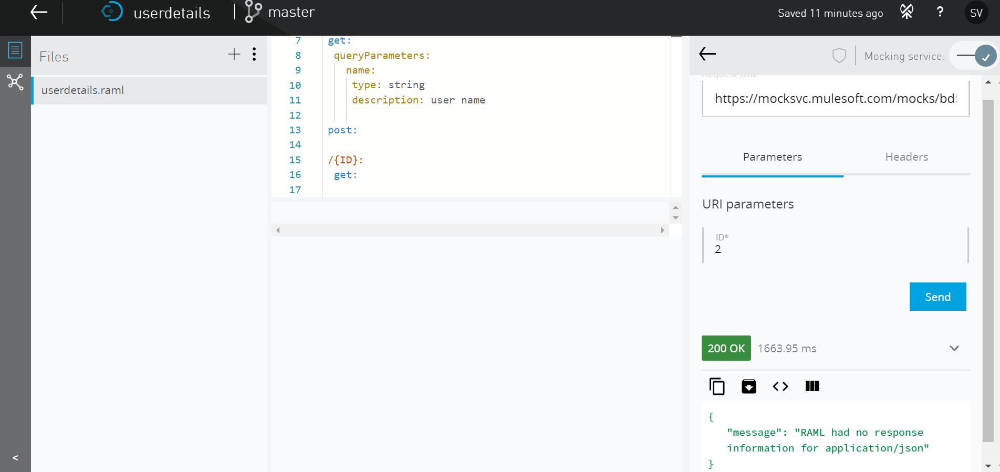 userdetails
master
Saved 11 minutes ago
?
SV
Files
userdetails.raml
<
7 get:
8 queryParameters:
9 name:
10 type: string
11 description: user name
12
13 post:
14
15 /{ID}:
16 get:
17
Mocking service:
Request URL
https://mocksvc.mulesoft.com/mocks/bd
Parameters
Headers
URI parameters
ID*
2
Send
200 OK
1663.95 ms
{
"message": "RAML had no response
information for application/json"
}